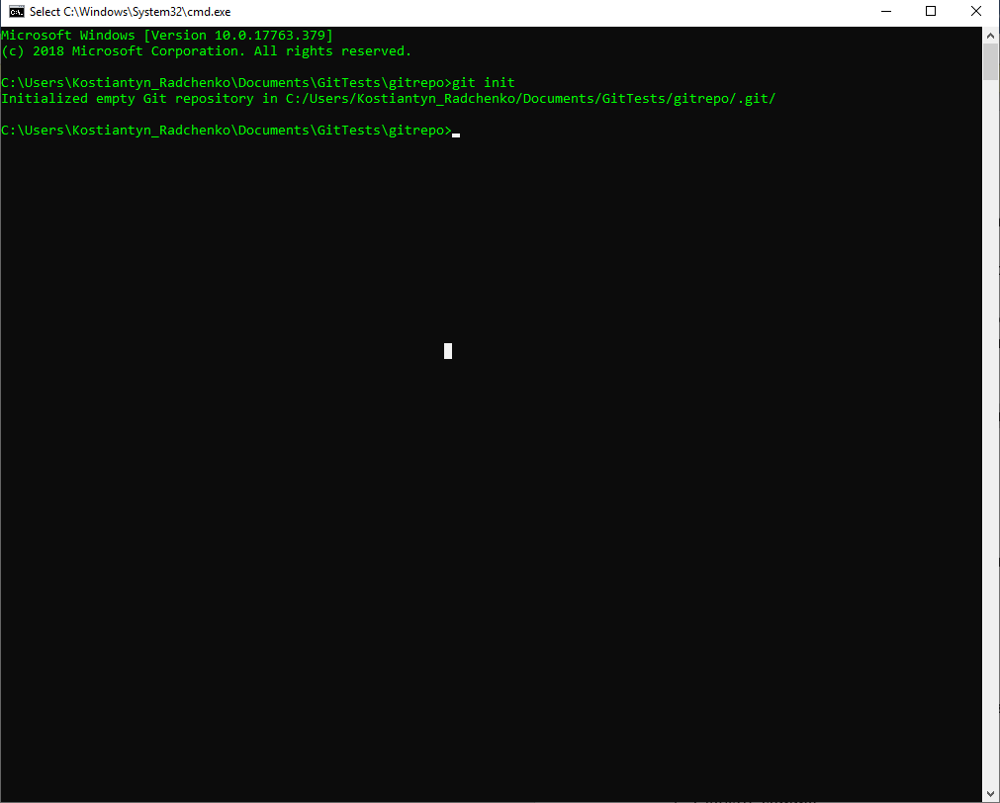 Select C:\Windows\System32\cmd.exe
Microsoft Windows [Version 10.0.17763.379]
(c) 2018 Microsoft Corporation. All rights reserved.
C:\Users\Kostiantyn_Radchenko\Documents\GitTests\gitrepo>git init
Initialized empty Git repository in C:/Users/Kostiantyn_Radchenko/Documents/GitTests/gitrepo/.git/
C:\Users\Kostiantyn_Radchenko\Documents\GitTests\gitrepo>